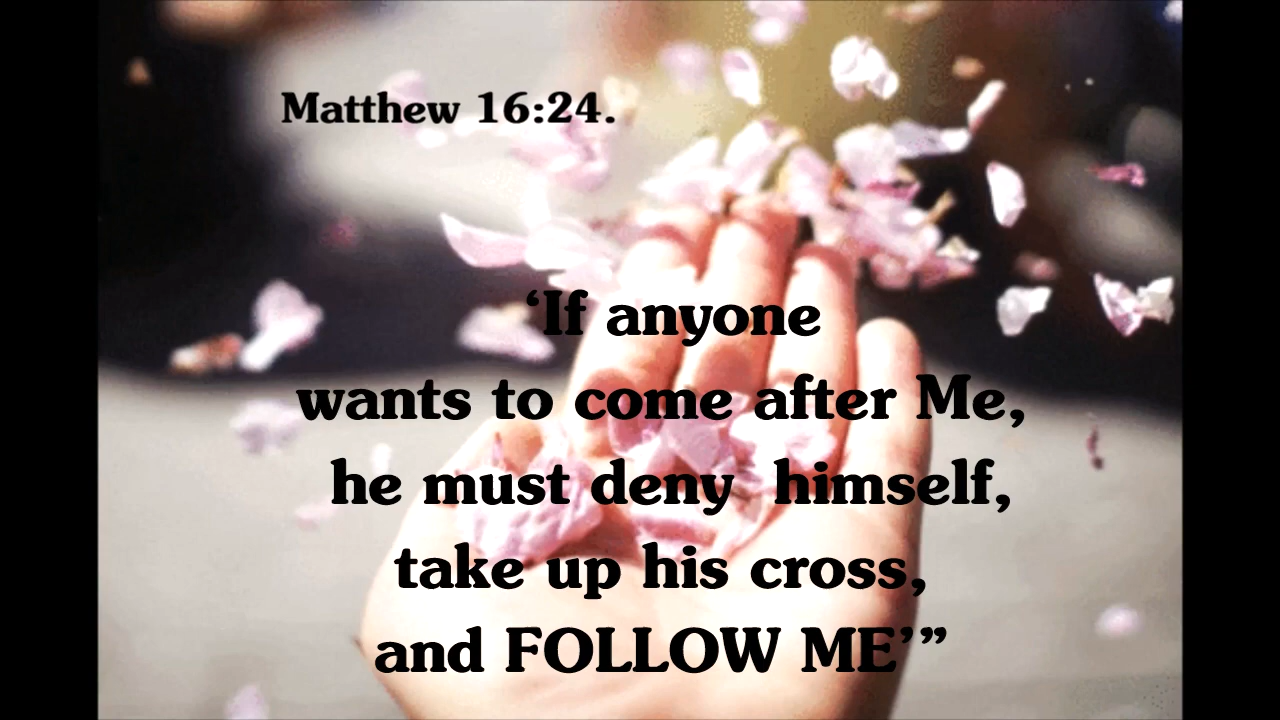 Matthew 16:24.
‘If anyone
wants to come after Me,
he must deny  himself,
take up his cross,
and FOLLOW ME’”